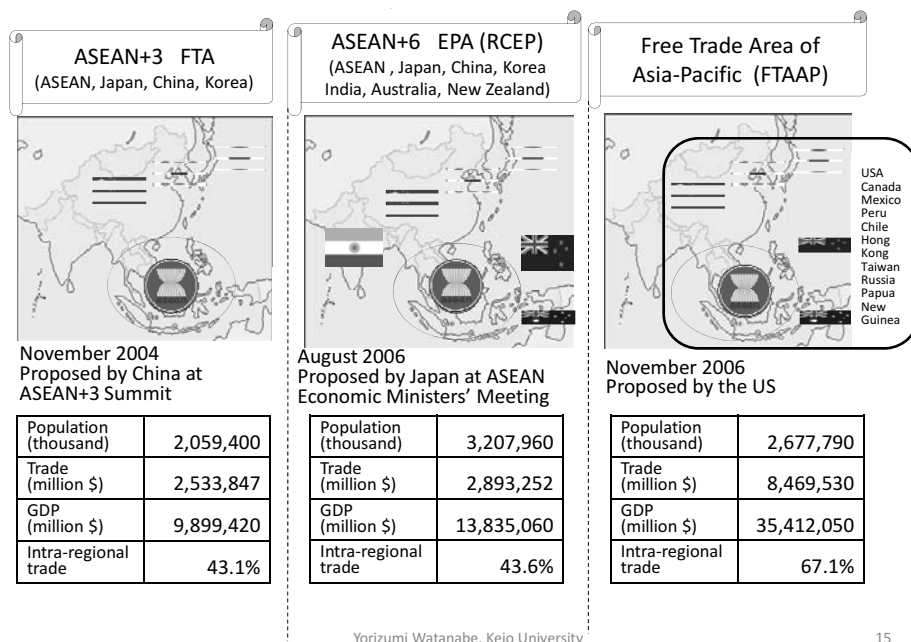 ASEAN+3 FTA
(ASEAN, Japan, China, Korea)
ASEAN+6 EPA (RCEP)
(ASEAN , Japan, China, Korea
India, Australia, New Zealand)
Free Trade Area of
Asia-Pacific (FTAAP)
USA
Canada
Mexico
Peru
Chile
Hong
Kong
Taiwan
Russia
Papua
New
Guinea
asean
asean
asean
November 2004
Proposed by China at
ASEAN+3 Summit
August 2006
Proposed by Japan at ASEAN
Economic Ministers’ Meeting
November 2006
Proposed by the US
Population
(thousand) 2,059,400
Trade
(million $) 2,533,847
GDP
(million $) 9,899,420
Intra-regional
trade 43.1%
Population
(thousand) 3,207,960
Trade
(million $) 2,893,252
GDP
(million $) 13,835,060
Intra-regional
trade 43.6%
Population
(thousand) 2,677,790
Trade
(million $) 8,469,530
GDP
(million $) 35,412,050
Intra-regional
trade 67.1%
Yorizumi Watanabe, Keio University
15